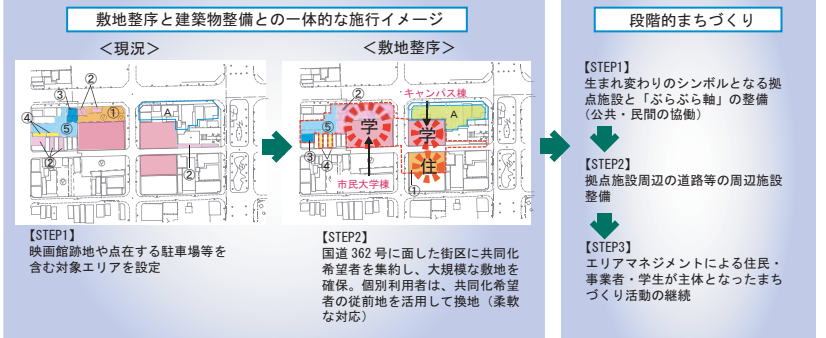 敷地整序と建築物整備との一体的な施行イメージ
＜現況＞
＜敷地整序＞
②
③
①
④
⑤
②
②
A
②
キャンパス棟
学
⑤
③
④
学
A
住
①
市民大学棟
【STEP1】
映画館跡地や点在する駐車場等を
含む対象エリアを設定
【STEP2】
国道 362 号に面した街区に共同化
希望者を集約し、大規模な敷地を
確保。個別利用者は、共同化希望
者の従前地を活用して換地（柔軟
な対応）
段階的まちづくり
【STEP1】
生まれ変わりのシンボルとなる拠
点施設と「ぶらぶら軸」の整備
（公共・民間の協働）
【STEP2】
拠点施設周辺の道路等の周辺施設
整備
【STEP3】
エリアマネジメントによる住民・
事業者・学生が主体となったまち
づくり活動の継続